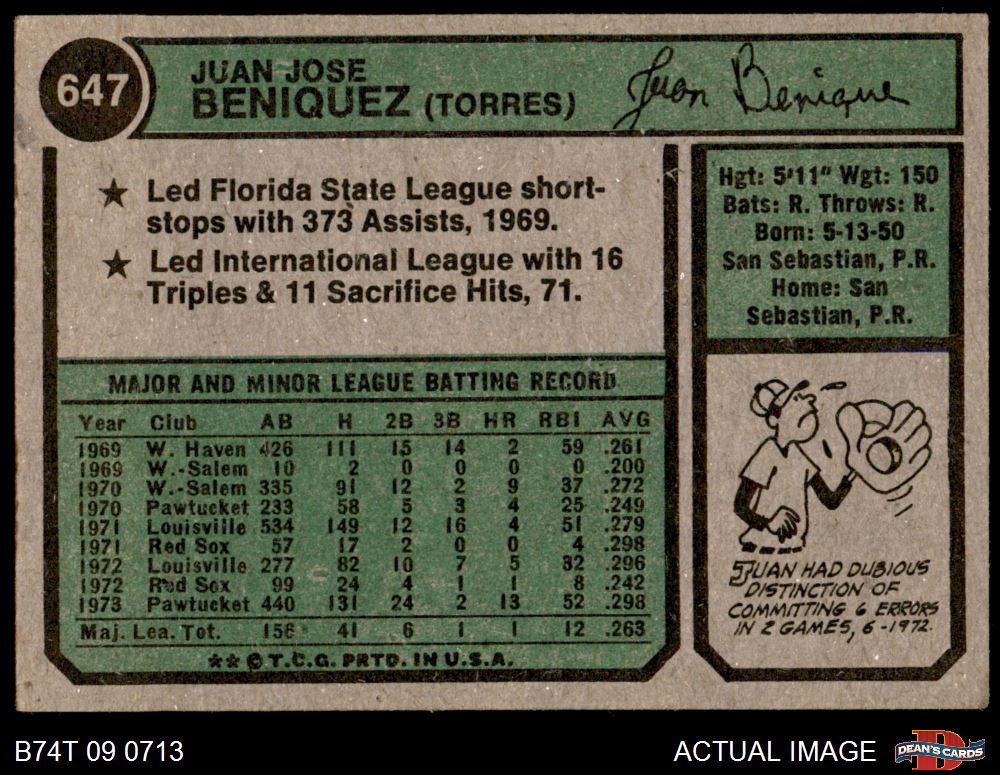 647
JUAN JOSE
BENIQUEZ (TORRES)
Juan Beniquez
★ Led Florida State League short-
stops with 373 Assists, 1969.
★ Led International League with 16
Triples & 11 Sacrifice Hits, 71.
Hgt: 5'11" Wgt: 150
Bats: R. Throws: R.
Born: 5-13-50
San Sebastian, P.R.
Home: San
Sebastian, P.R.
MAJOR AND MINOR LEAGUE BATTING RECORD
Year Club AB H 2B 3B HR RBI AVG
1969 W. Haven 426 111 15 14 2 59 .261
1969 W.-Salem 10 2 0 0 0 0 .200
1970 W.-Salem 335 91 12 2 9 37 .272
1970 Pawtucket 233 58 5 3 4 25 .249
1971 Louisville 534 149 12 16 4 51 .279
1971 Red Sox 57 17 2 0 0 4 .298
1972 Louisville 277 82 10 7 5 32 .296
1972 Red Sox 99 24 4 1 1 8 .242
1973 Pawtucket 440 131 24 2 13 52 .298
Maj. Lea. Tot. 156 41 6 1 1 12 .263
** © T.C.G. PRTD. IN U.S.A.
JUAN HAD DUBIOUS
DISTINCTION OF
COMMITTING 6 ERRORS
IN 2 GAMES, 6-1972.
B74T 09 0713
ACTUAL IMAGE
DEAN'S CARDS